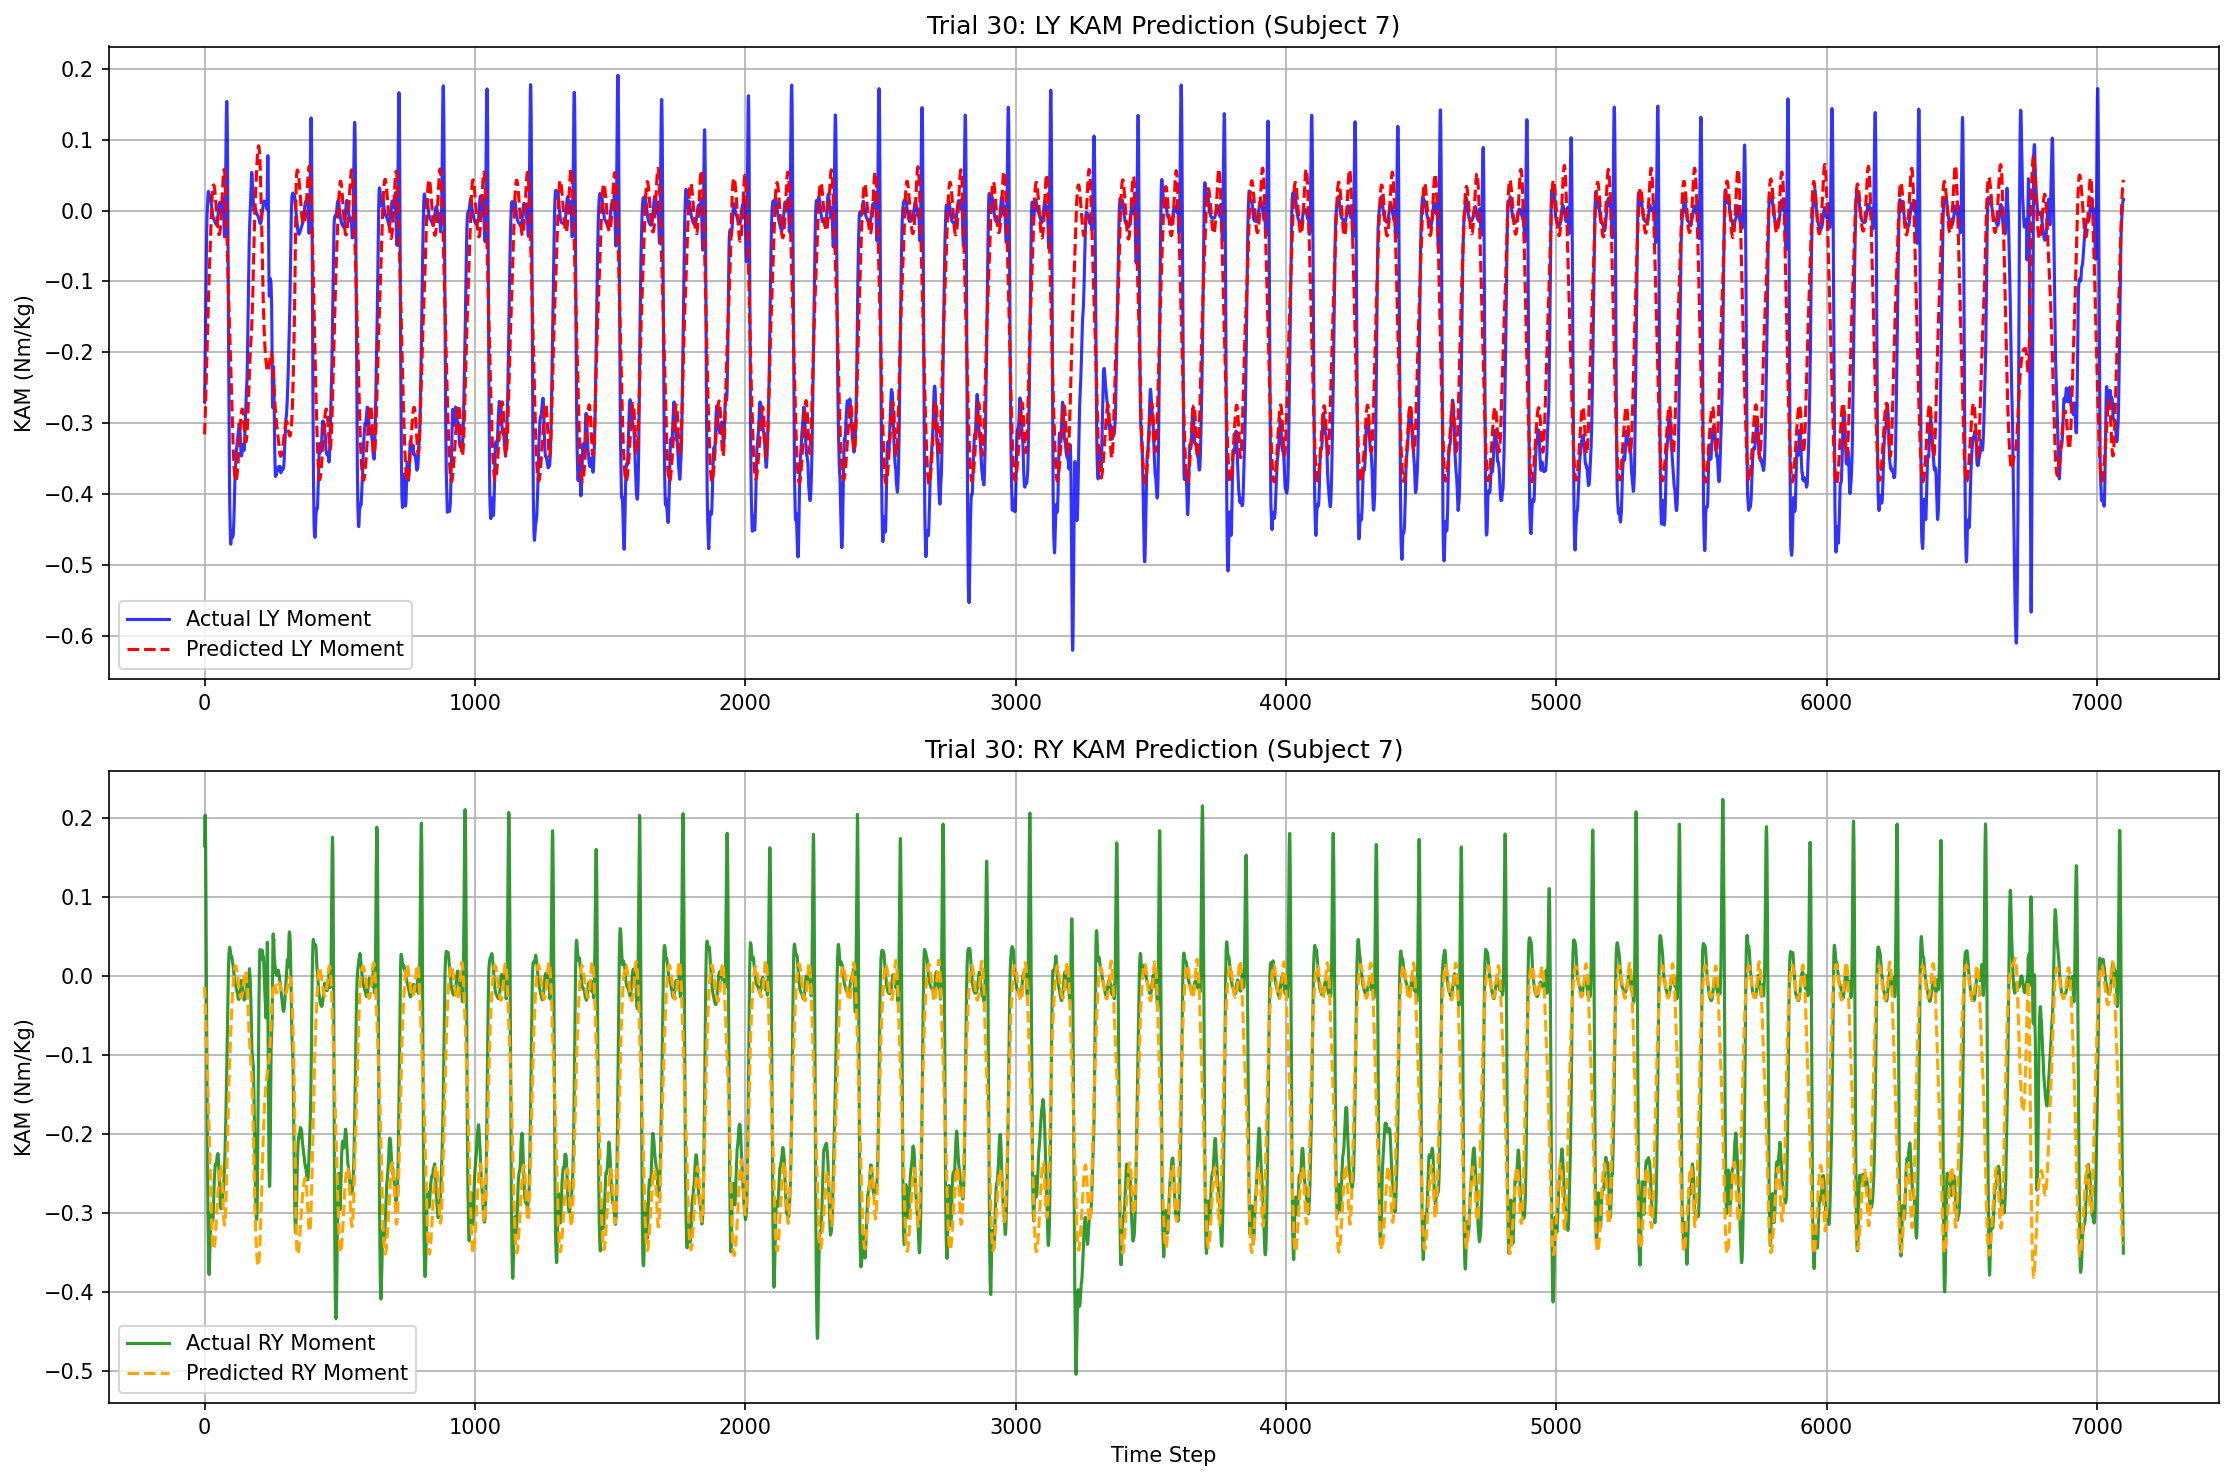 Trial 30: LY KAM Prediction (Subject 7)
KAM (Nm/Kg)
0.2
0.1
0.0
−0.1
−0.2
−0.3
−0.4
−0.5
−0.6
Actual LY Moment
Predicted LY Moment
0 1000 2000 3000 4000 5000 6000 7000
Trial 30: RY KAM Prediction (Subject 7)
KAM (Nm/Kg)
0.2
0.1
0.0
−0.1
−0.2
−0.3
−0.4
−0.5
Actual RY Moment
Predicted RY Moment
0 1000 2000 3000 4000 5000 6000 7000
Time Step